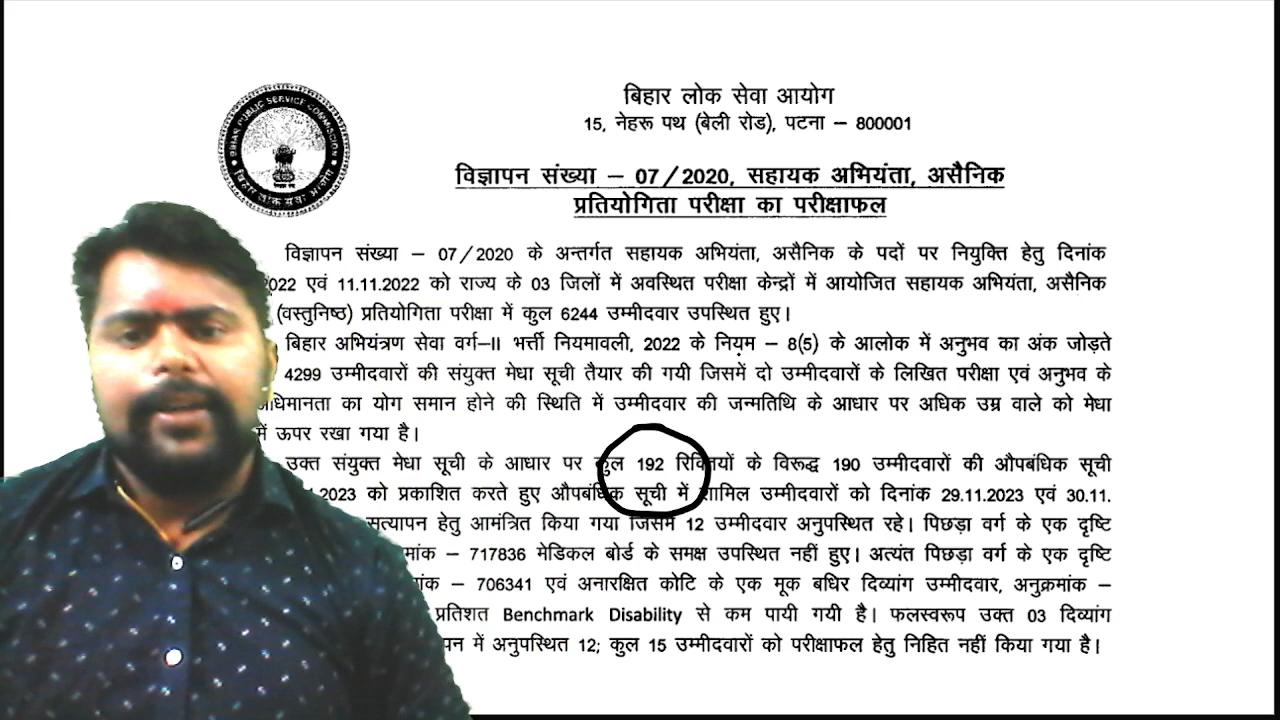 BIHAR PUBLIC SERVICE COMMISSION
बिहार लोक सेवा आयोग
बिहार लोक सेवा आयोग
15, नेहरू पथ (बेली रोड), पटना – 800001
विज्ञापन संख्या – 07/2020, सहायक अभियंता, असैनिक
प्रतियोगिता परीक्षा का परीक्षाफल
विज्ञापन संख्या – 07/2020 के अन्तर्गत सहायक अभियंता, असैनिक के पदों पर नियुक्ति हेतु दिनांक
2022 एवं 11.11.2022 को राज्य के 03 जिलों में अवस्थित परीक्षा केन्द्रों में आयोजित सहायक अभियंता, असैनिक
(वस्तुनिष्ठ) प्रतियोगिता परीक्षा में कुल 6244 उम्मीदवार उपस्थित हुए।
बिहार अभियंत्रण सेवा वर्ग–II भर्त्ती नियमावली, 2022 के नियम – 8(5) के आलोक में अनुभव का अंक जोड़ते
4299 उम्मीदवारों की संयुक्त मेधा सूची तैयार की गयी जिसमें दो उम्मीदवारों के लिखित परीक्षा एवं अनुभव के
का योग समान होने की स्थिति में उम्मीदवार की जन्मतिथि के आधार पर अधिक उम्र वाले को मेधा
में ऊपर रखा गया है।
उक्त संयुक्त मेधा सूची के आधार पर कुल 192 रिक्तियों के विरूद्ध 190 उम्मीदवारों की औपबंधिक सूची
.2023 को प्रकाशित करते हुए औपबंधिक सूची में शामिल उम्मीदवारों को दिनांक 29.11.2023 एवं 30.11.
सत्यापन हेतु आमंत्रित किया गया जिसमें 12 उम्मीदवार अनुपस्थित रहे। पिछड़ा वर्ग के एक दृष्टि
– 717836 मेडिकल बोर्ड के समक्ष उपस्थित नहीं हुए। अत्यंत पिछड़ा वर्ग के एक दृष्टि
– 706341 एवं अनारक्षित कोटि के एक मूक बधिर दिव्यांग उम्मीदवार, अनुक्रमांक –
प्रतिशत Benchmark Disability से कम पायी गयी है। फलस्वरूप उक्त 03 दिव्यांग
में अनुपस्थित 12; कुल 15 उम्मीदवारों को परीक्षाफल हेतु निहित नहीं किया गया है।